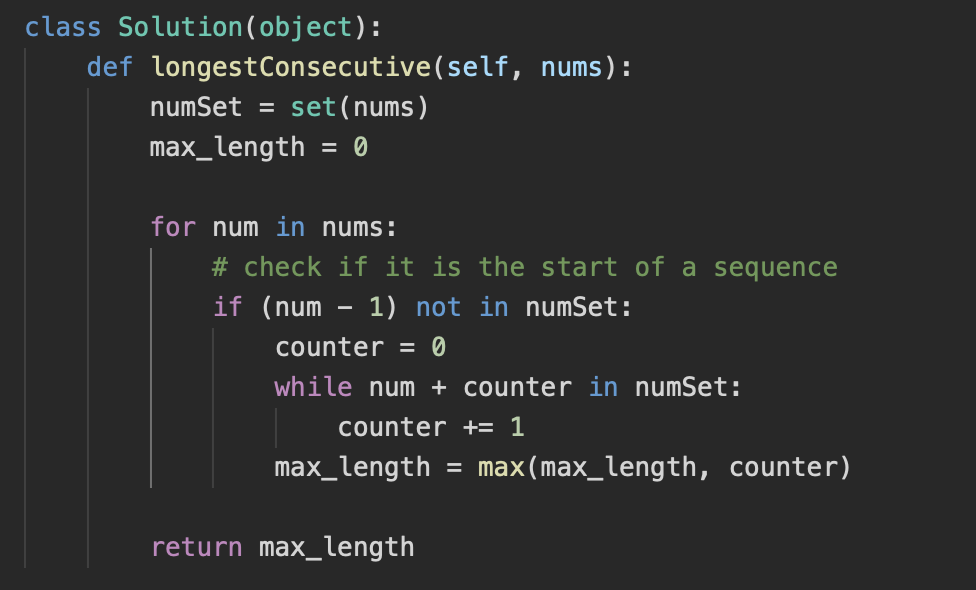 class Solution(object):
    def longestConsecutive(self, nums):
        numSet = set(nums)
        max_length = 0

        for num in nums:
            # check if it is the start of a sequence
            if (num - 1) not in numSet:
                counter = 0
                while num + counter in numSet:
                    counter += 1
                max_length = max(max_length, counter)

        return max_length